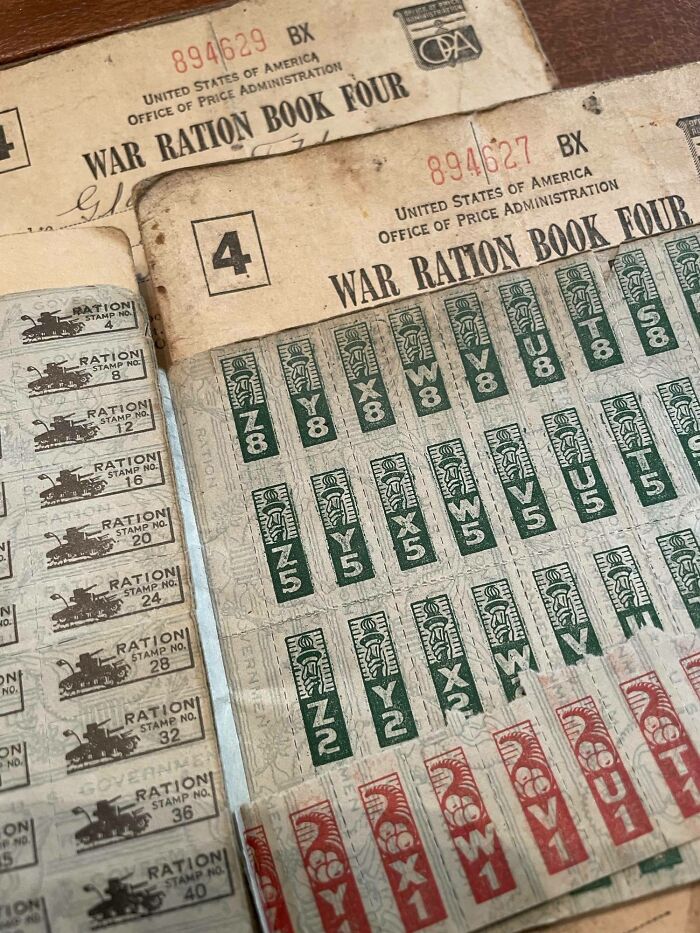 894629 BX
UNITED STATES OF AMERICA
OFFICE OF PRICE ADMINISTRATION
WAR RATION BOOK FOUR
OPA
4
894627 BX
UNITED STATES OF AMERICA
OFFICE OF PRICE ADMINISTRATION
WAR RATION BOOK FOUR
RATION
STAMP NO.
4
RATION
STAMP NO.
8
RATION
STAMP NO.
12
RATION
STAMP NO.
16
RATION
STAMP NO.
20
RATION
STAMP NO.
24
RATION
STAMP NO.
28
RATION
STAMP NO.
32
RATION
STAMP NO.
36
RATION
STAMP NO.
40
Z8 Y8 X8 W8 V8 U8 T8 S8
Z5 Y5 X5 W5 V5 U5 T5
Z2 Y2 X2 W V
Y1 X1 W1 V1 U1 T1